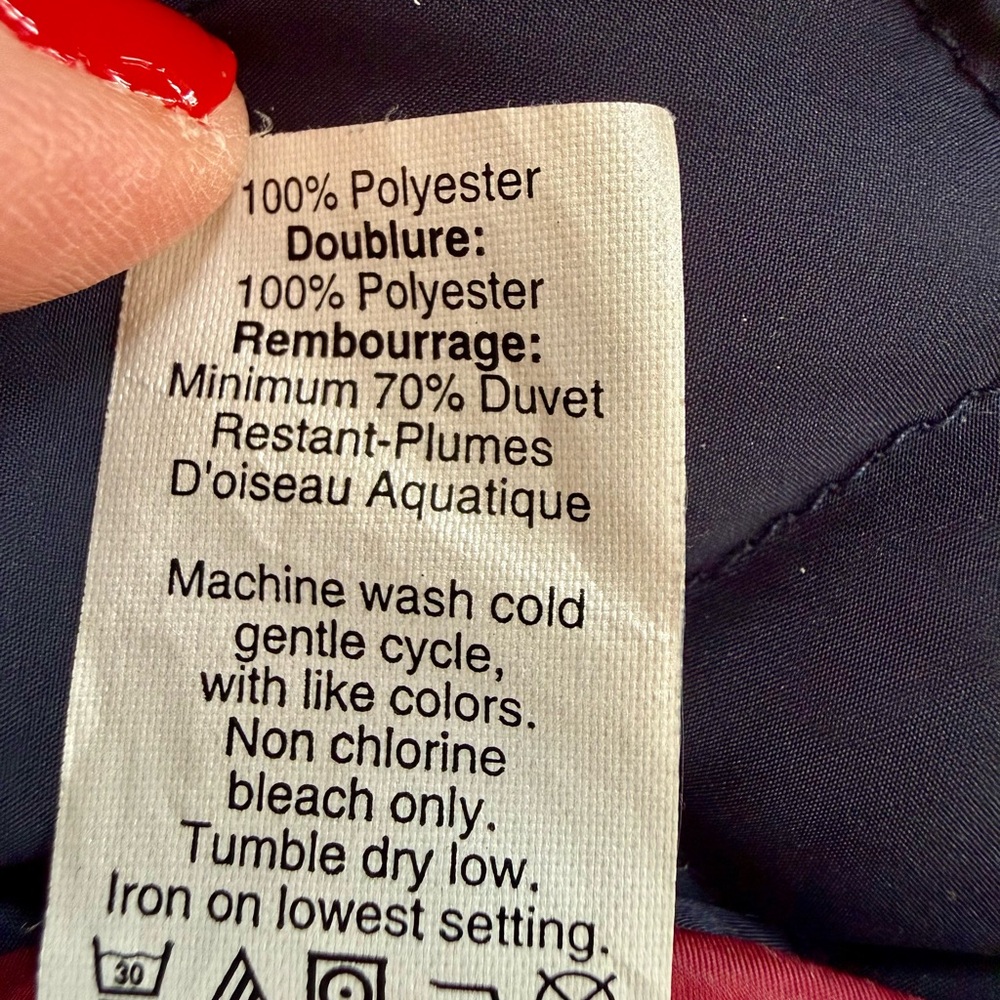 100% Polyester
Doublure:
100% Polyester
Rembourrage:
Minimum 70% Duvet
Restant-Plumes
D'oiseau Aquatique
Machine wash cold
gentle cycle,
with like colors.
Non chlorine
bleach only.
Tumble dry low.
Iron on lowest setting.
30